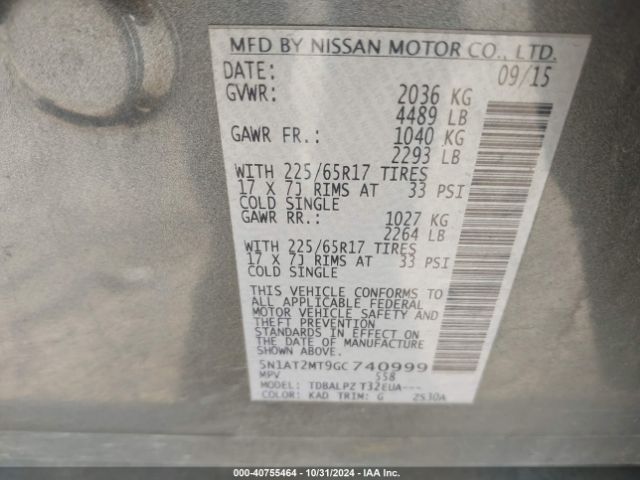 MFD BY NISSAN MOTOR CO., LTD.
DATE: 09/15
GVWR: 2036 KG
4489 LB
GAWR FR.: 1040 KG
2293 LB
WITH 225/65R17 TIRES
17 X 7J RIMS AT 33 PSI
COLD SINGLE
GAWR RR.: 1027 KG
2264 LB
WITH 225/65R17 TIRES
17 X 7J RIMS AT 33 PSI
COLD SINGLE
THIS VEHICLE CONFORMS TO
ALL APPLICABLE FEDERAL
MOTOR VEHICLE SAFETY AND
THEFT PREVENTION
STANDARDS IN EFFECT ON
THE DATE OF MANUFACTURE
SHOWN ABOVE.
5N1AT2MT9GC740999
MPV 558
MODEL: TDBALPZ T32EUA---
COLOR: KAD TRIM: G 2S30A
000-40755464 - 10/31/2024 - IAA Corp.